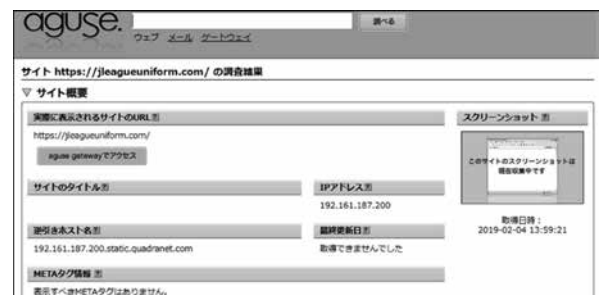 aguse.
調べる
ウェブ メール ゲートウェイ
サイト https://jleagueuniform.com/ の調査結果
▽ サイト概要
実際に表示されるサイトのURL
https://jleagueuniform.com/
aguse gatewayでアクセス
スクリーンショット
このサイトのスクリーンショットは
現在収集中です
サイトのタイトル
IPアドレス
192.161.187.200
取得日時：
2019-02-04 13:59:21
逆引きホスト名
最終更新日
192.161.187.200.static.quadranet.com
取得できませんでした
METAタグ情報
表示すべきMETAタグはありません。